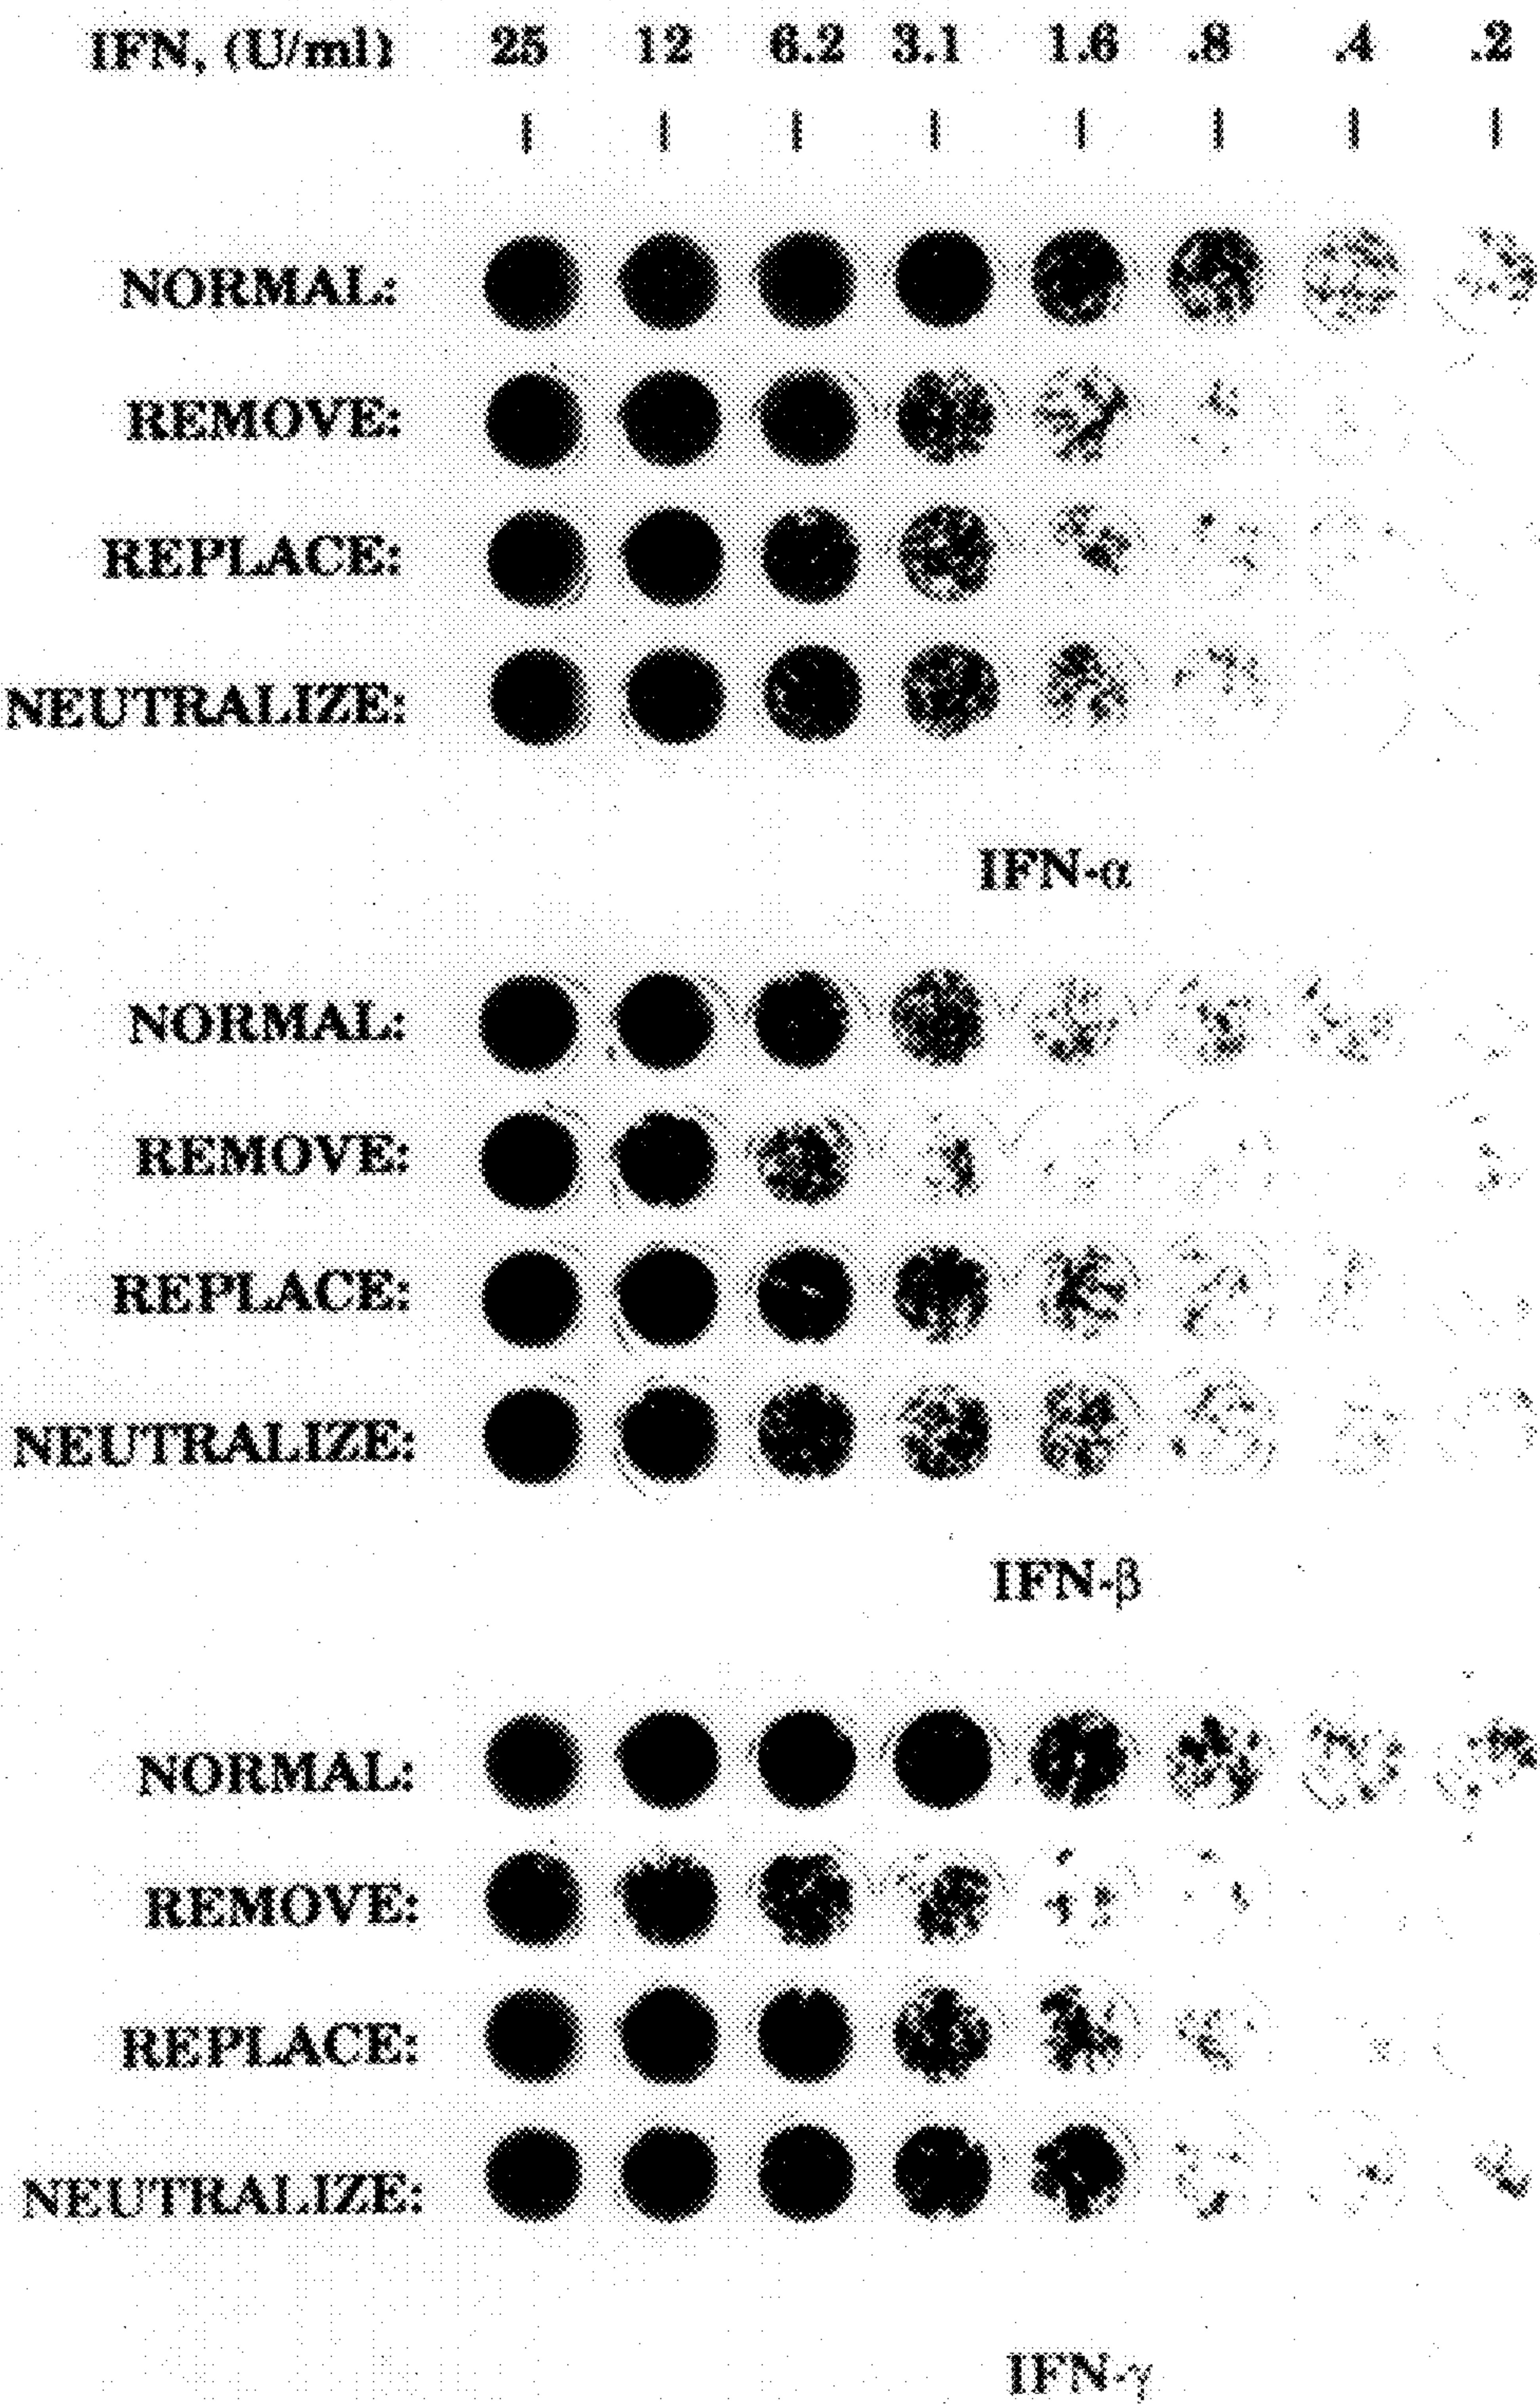 IFN, (U/ml) 25 12 6.2 3.1 1.6 .8 .4 .2
NORMAL:
REMOVE:
REPLACE:
NEUTRALIZE:
IFN-α
NORMAL:
REMOVE:
REPLACE:
NEUTRALIZE:
IFN-β
NORMAL:
REMOVE:
REPLACE:
NEUTRALIZE:
IFN-γ